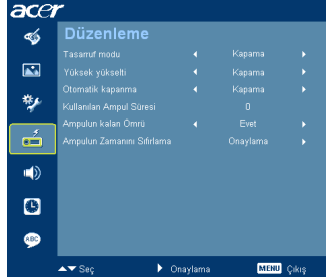 acer
Düzenleme
Tasarruf modu Kapama
Yüksek yükselti Kapama
Otomatik kapanma Kapama
Kullanılan Ampul Süresi 0
Ampulun kalan Ömrü Evet
Ampulun Zamanını Sıfırlama Onaylama
ABC
Seç Onaylama MENU Çıkış